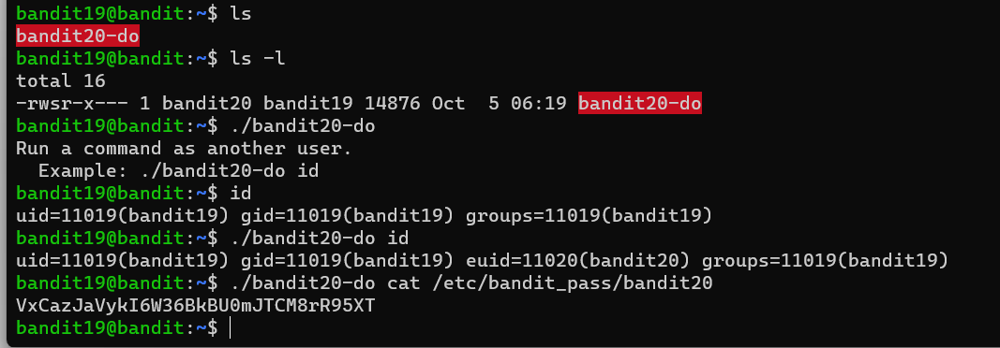 bandit19@bandit:~$ ls
bandit20-do
bandit19@bandit:~$ ls -l
total 16
-rwsr-x--- 1 bandit20 bandit19 14876 Oct  5 06:19 bandit20-do
bandit19@bandit:~$ ./bandit20-do
Run a command as another user.
  Example: ./bandit20-do id
bandit19@bandit:~$ id
uid=11019(bandit19) gid=11019(bandit19) groups=11019(bandit19)
bandit19@bandit:~$ ./bandit20-do id
uid=11019(bandit19) gid=11019(bandit19) euid=11020(bandit20) groups=11019(bandit19)
bandit19@bandit:~$ ./bandit20-do cat /etc/bandit_pass/bandit20
VxCazJaVykI6W36BkBU0mJTCM8rR95XT
bandit19@bandit:~$